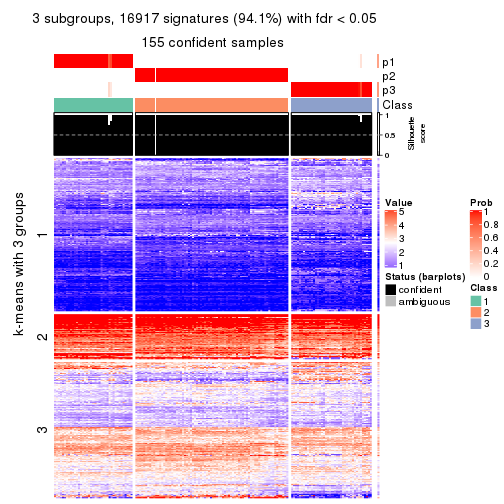 3 subgroups, 16917 signatures (94.1%) with fdr < 0.05
155 confident samples
p1
p2
p3
Class
1
0.5
0
Silhouette
score
k-means with 3 groups
1
2
3
Value
5
4
3
2
1
Status (barplots)
confident
ambiguous
Prob
1
0.8
0.6
0.4
0.2
0
Class
1
2
3